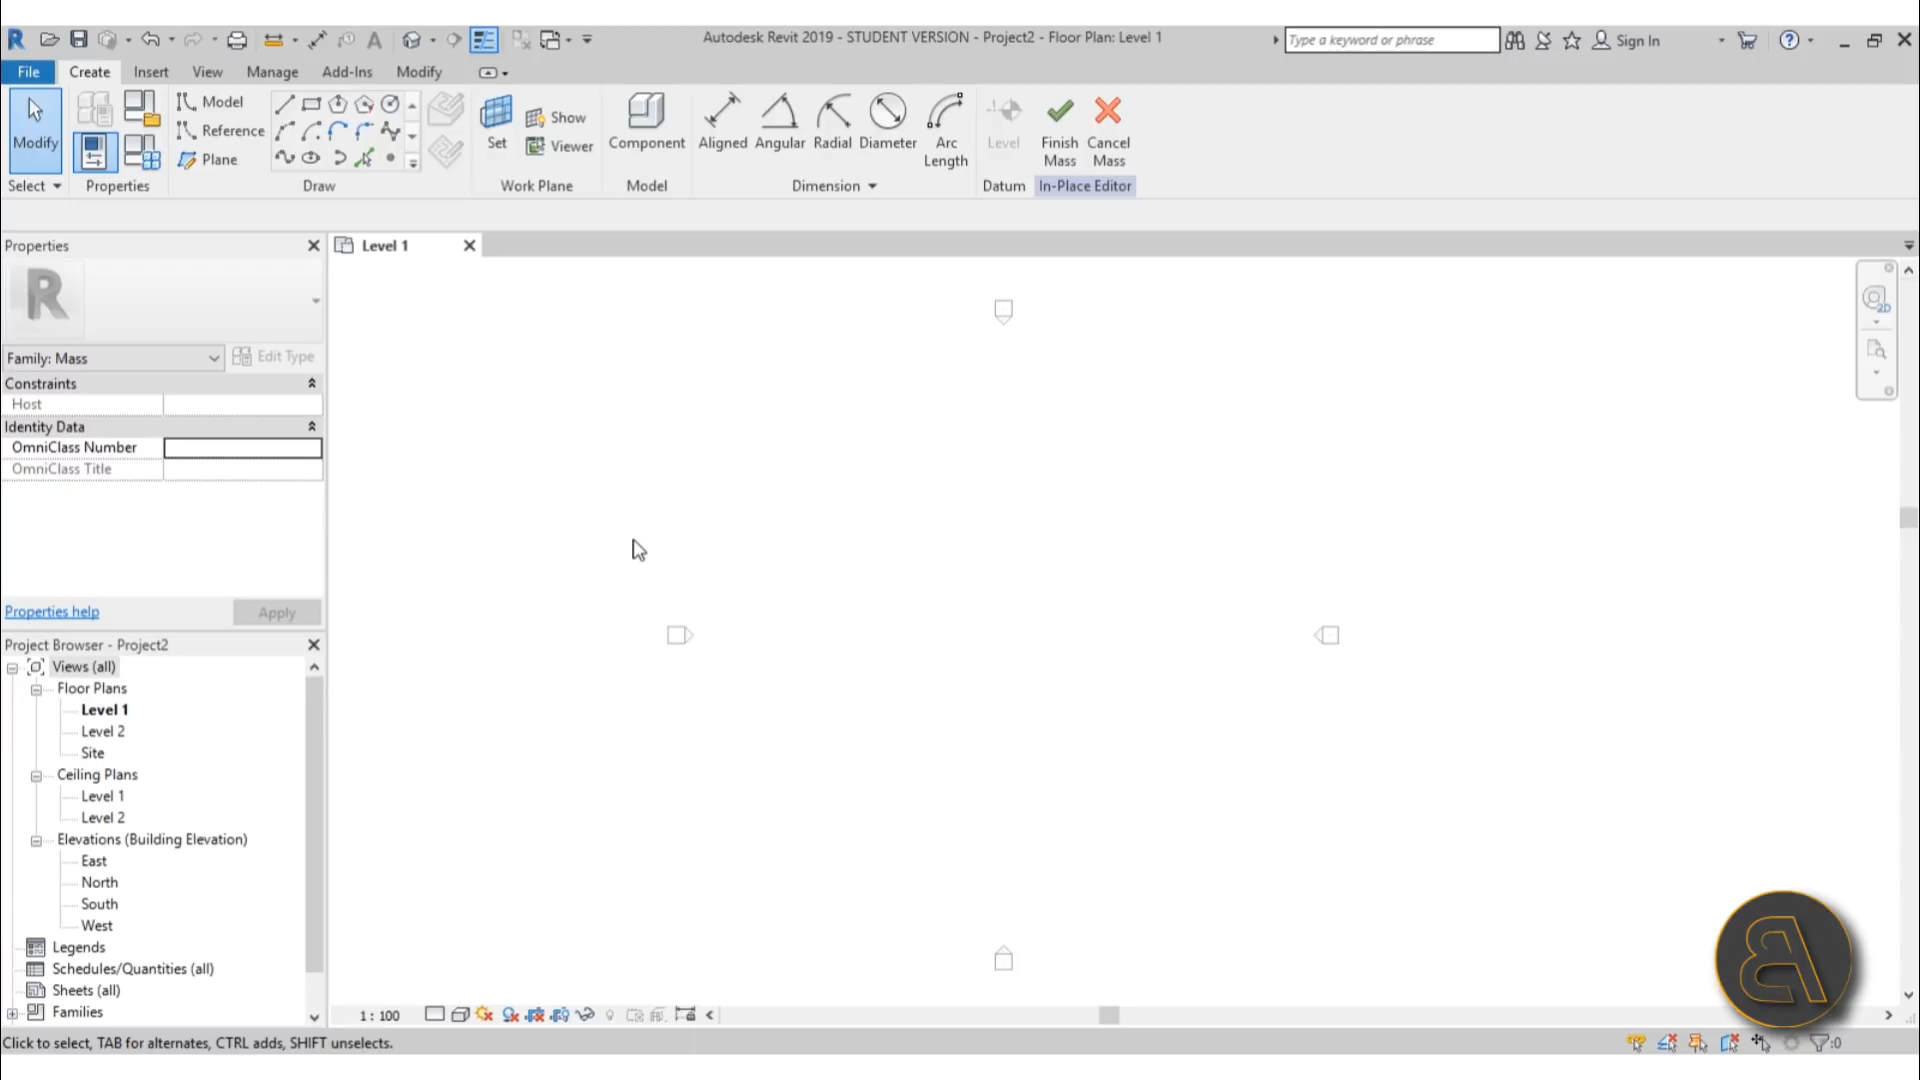 Autodesk Revit 2019 - STUDENT VERSION - Project2 - Floor Plan: Level 1
Type a keyword or phrase
Sign In
File
Create
Insert
View
Manage
Add-Ins
Modify
Modify
Model
Reference
Plane
Set
Show
Viewer
Component
Aligned
Angular
Radial
Diameter
Arc
Length
Level
Finish
Mass
Cancel
Mass
Select
Properties
Draw
Work Plane
Model
Dimension
Datum
In-Place Editor
Properties
Level 1
R
2D
Family: Mass
Edit Type
Constraints
Host
Identity Data
OmniClass Number
OmniClass Title
Properties help
Apply
Project Browser - Project2
Views (all)
Floor Plans
Level 1
Level 2
Site
Ceiling Plans
Level 1
Level 2
Elevations (Building Elevation)
East
North
South
West
Legends
Schedules/Quantities (all)
Sheets (all)
Families
1 : 100
Click to select, TAB for alternates, CTRL adds, SHIFT unselects.
:0